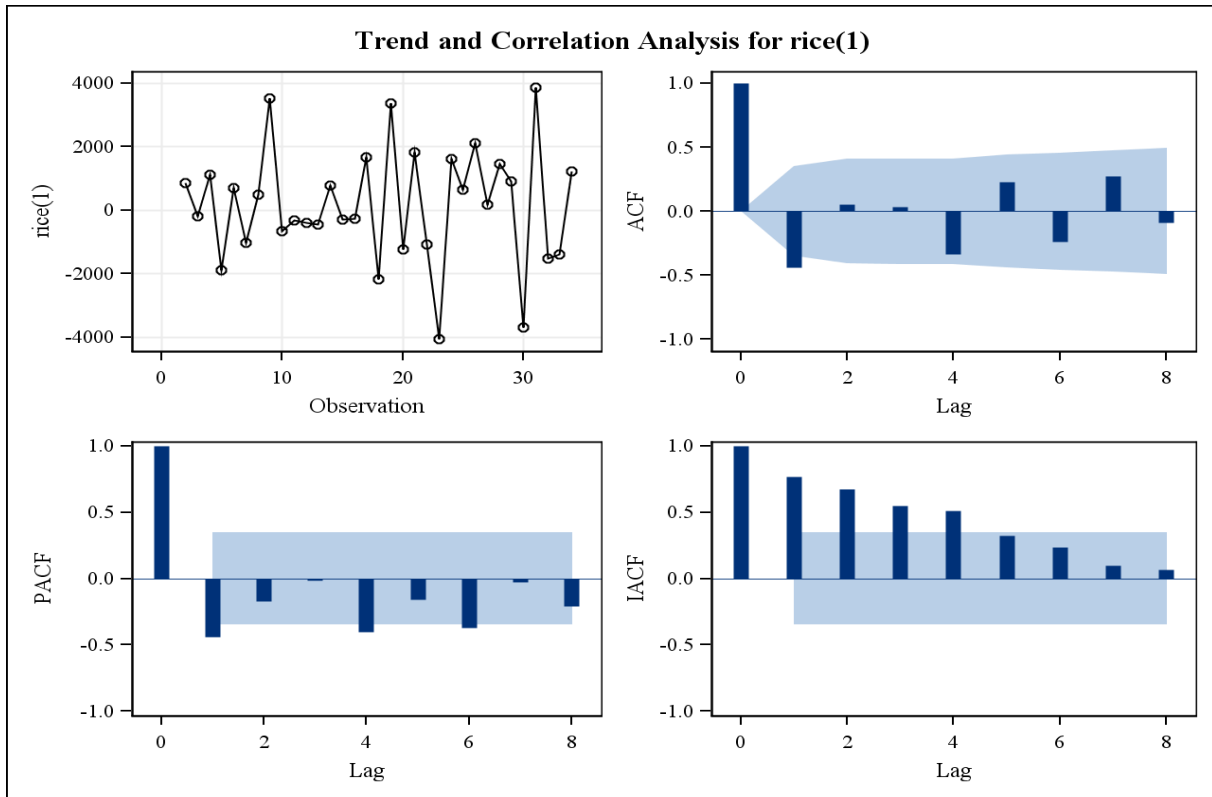 Trend and Correlation Analysis for rice(1)
rice(1)
4000
2000
0
-2000
-4000
0 10 20 30
Observation
ACF
1.0
0.5
0.0
-0.5
-1.0
0 2 4 6 8
Lag
PACF
1.0
0.5
0.0
-0.5
-1.0
0 2 4 6 8
Lag
IACF
1.0
0.5
0.0
-0.5
-1.0
0 2 4 6 8
Lag